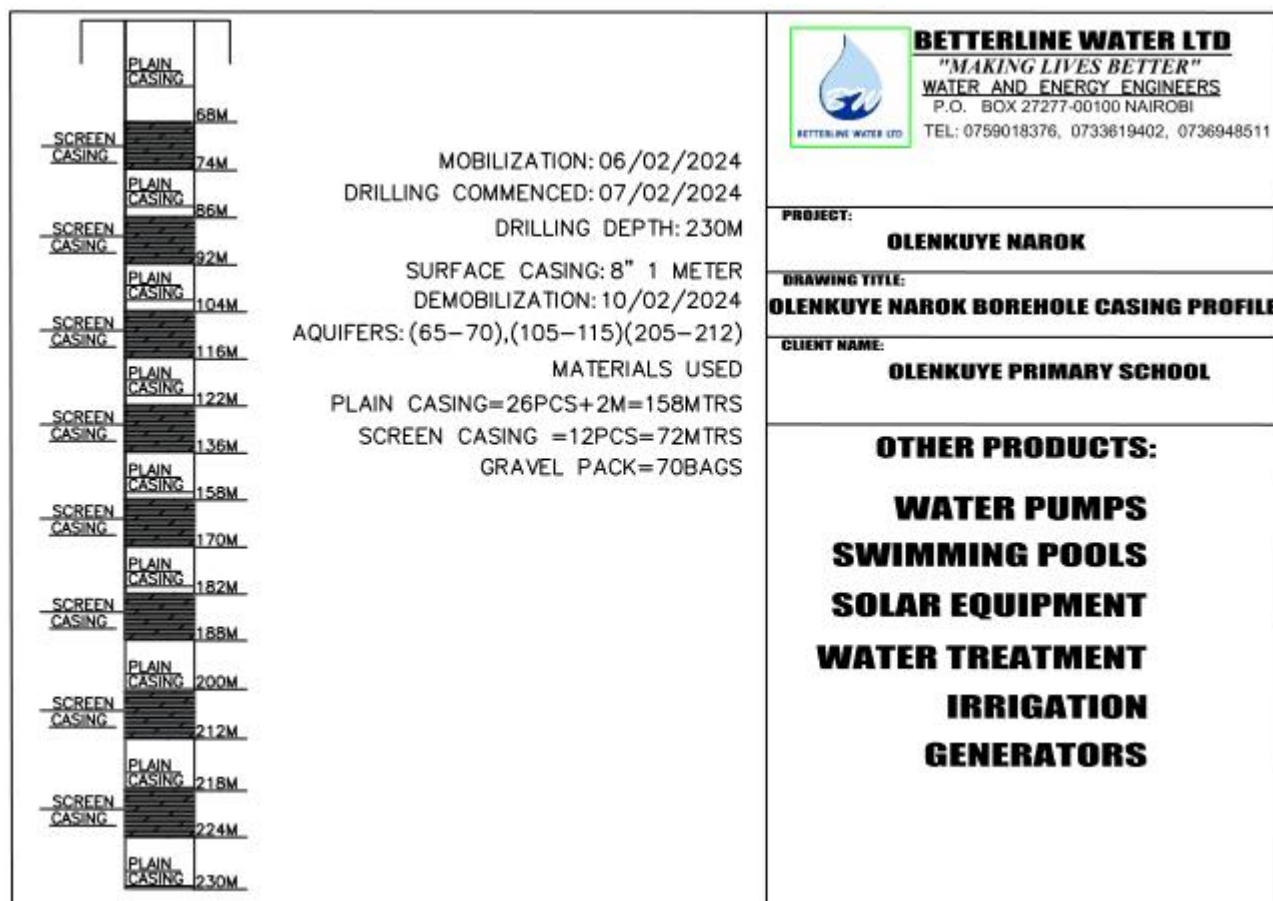 PLAIN
CASING
68M
SCREEN
CASING
74M
PLAIN
CASING
86M
SCREEN
CASING
92M
PLAIN
CASING
104M
SCREEN
CASING
116M
PLAIN
CASING
122M
SCREEN
CASING
136M
PLAIN
CASING
158M
SCREEN
CASING
170M
PLAIN
CASING
182M
SCREEN
CASING
188M
PLAIN
CASING
200M
SCREEN
CASING
212M
PLAIN
CASING
218M
SCREEN
CASING
224M
PLAIN
CASING
230M
MOBILIZATION: 06/02/2024
DRILLING COMMENCED: 07/02/2024
DRILLING DEPTH: 230M
SURFACE CASING: 8" 1 METER
DEMOBILIZATION: 10/02/2024
AQUIFERS: (65-70),(105-115)(205-212)
MATERIALS USED
PLAIN CASING=26PCS+2M=158MTRS
SCREEN CASING =12PCS=72MTRS
GRAVEL PACK=70BAGS
BW
BETTERLINE WATER LTD
BETTERLINE WATER LTD
"MAKING LIVES BETTER"
WATER AND ENERGY ENGINEERS
P.O. BOX 27277-00100 NAIROBI
TEL: 0759018376, 0733619402, 0736948511
PROJECT:
OLENKUYE NAROK
DRAWING TITLE:
OLENKUYE NAROK BOREHOLE CASING PROFILE
CLIENT NAME:
OLENKUYE PRIMARY SCHOOL
OTHER PRODUCTS:
WATER PUMPS
SWIMMING POOLS
SOLAR EQUIPMENT
WATER TREATMENT
IRRIGATION
GENERATORS